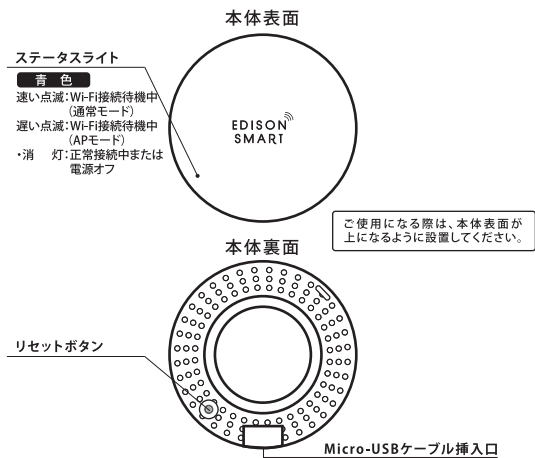 本体表面
ステータスライト
青 色
速い点滅:Wi-Fi接続待機中
(通常モード)
遅い点滅:Wi-Fi接続待機中
(APモード)
・消 灯:正常接続中または
電源オフ
EDISON
SMART
ご使用になる際は、本体表面が
上になるように設置してください。
本体裏面
リセットボタン
Micro-USBケーブル挿入口